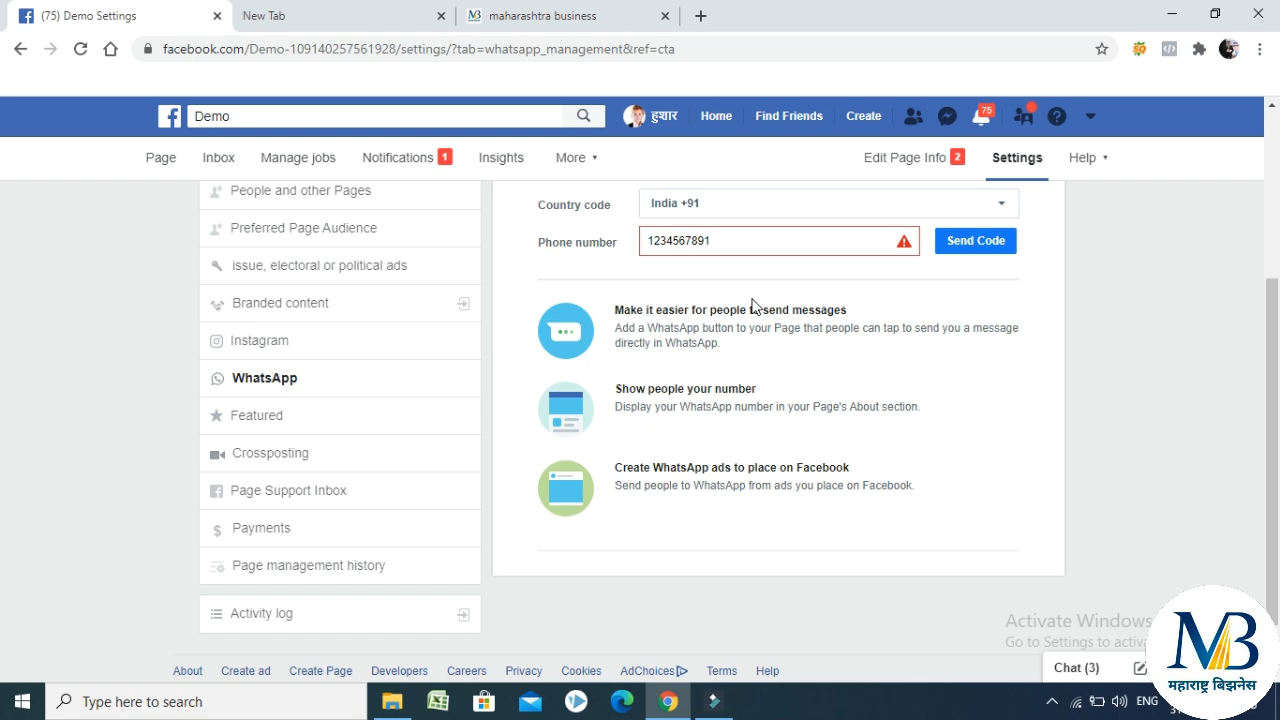 (75) Demo Settings
New Tab
maharashtra business
facebook.com/Demo-109140257561928/settings/?tab=whatsapp_management&ref=cta
Demo
हुशार
Home
Find Friends
Create
75
Page
Inbox
Manage jobs
Notifications 1
Insights
More
Edit Page Info 2
Settings
Help
People and other Pages
Preferred Page Audience
issue, electoral or political ads
Branded content
Instagram
WhatsApp
Featured
Crossposting
Page Support Inbox
Payments
Page management history
Activity log
Country code
India +91
Phone number
1234567891
Send Code
Make it easier for people to send messages
Add a WhatsApp button to your Page that people can tap to send you a message
directly in WhatsApp.
Show people your number
Display your WhatsApp number in your Page's About section.
Create WhatsApp ads to place on Facebook
Send people to WhatsApp from ads you place on Facebook.
Activate Windows
Go to Settings to
About
Create ad
Create Page
Developers
Careers
Privacy
Cookies
AdChoices
Terms
Help
Chat (3)
MB
महाराष्ट्र बिझनेस
Type here to search
ENG